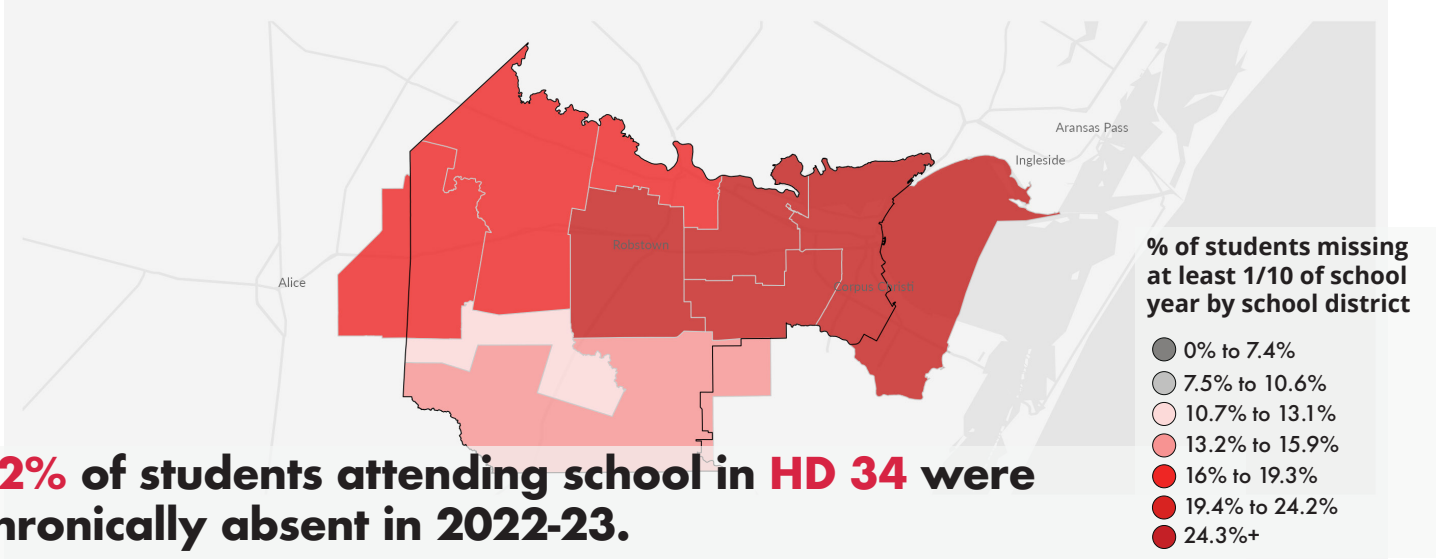 Aransas Pass
Ingleside
Robstown
Alice
Corpus Christi
% of students missing
at least 1/10 of school
year by school district
0% to 7.4%
7.5% to 10.6%
10.7% to 13.1%
13.2% to 15.9%
16% to 19.3%
19.4% to 24.2%
24.3%+
2% of students attending school in HD 34 were
hronically absent in 2022-23.